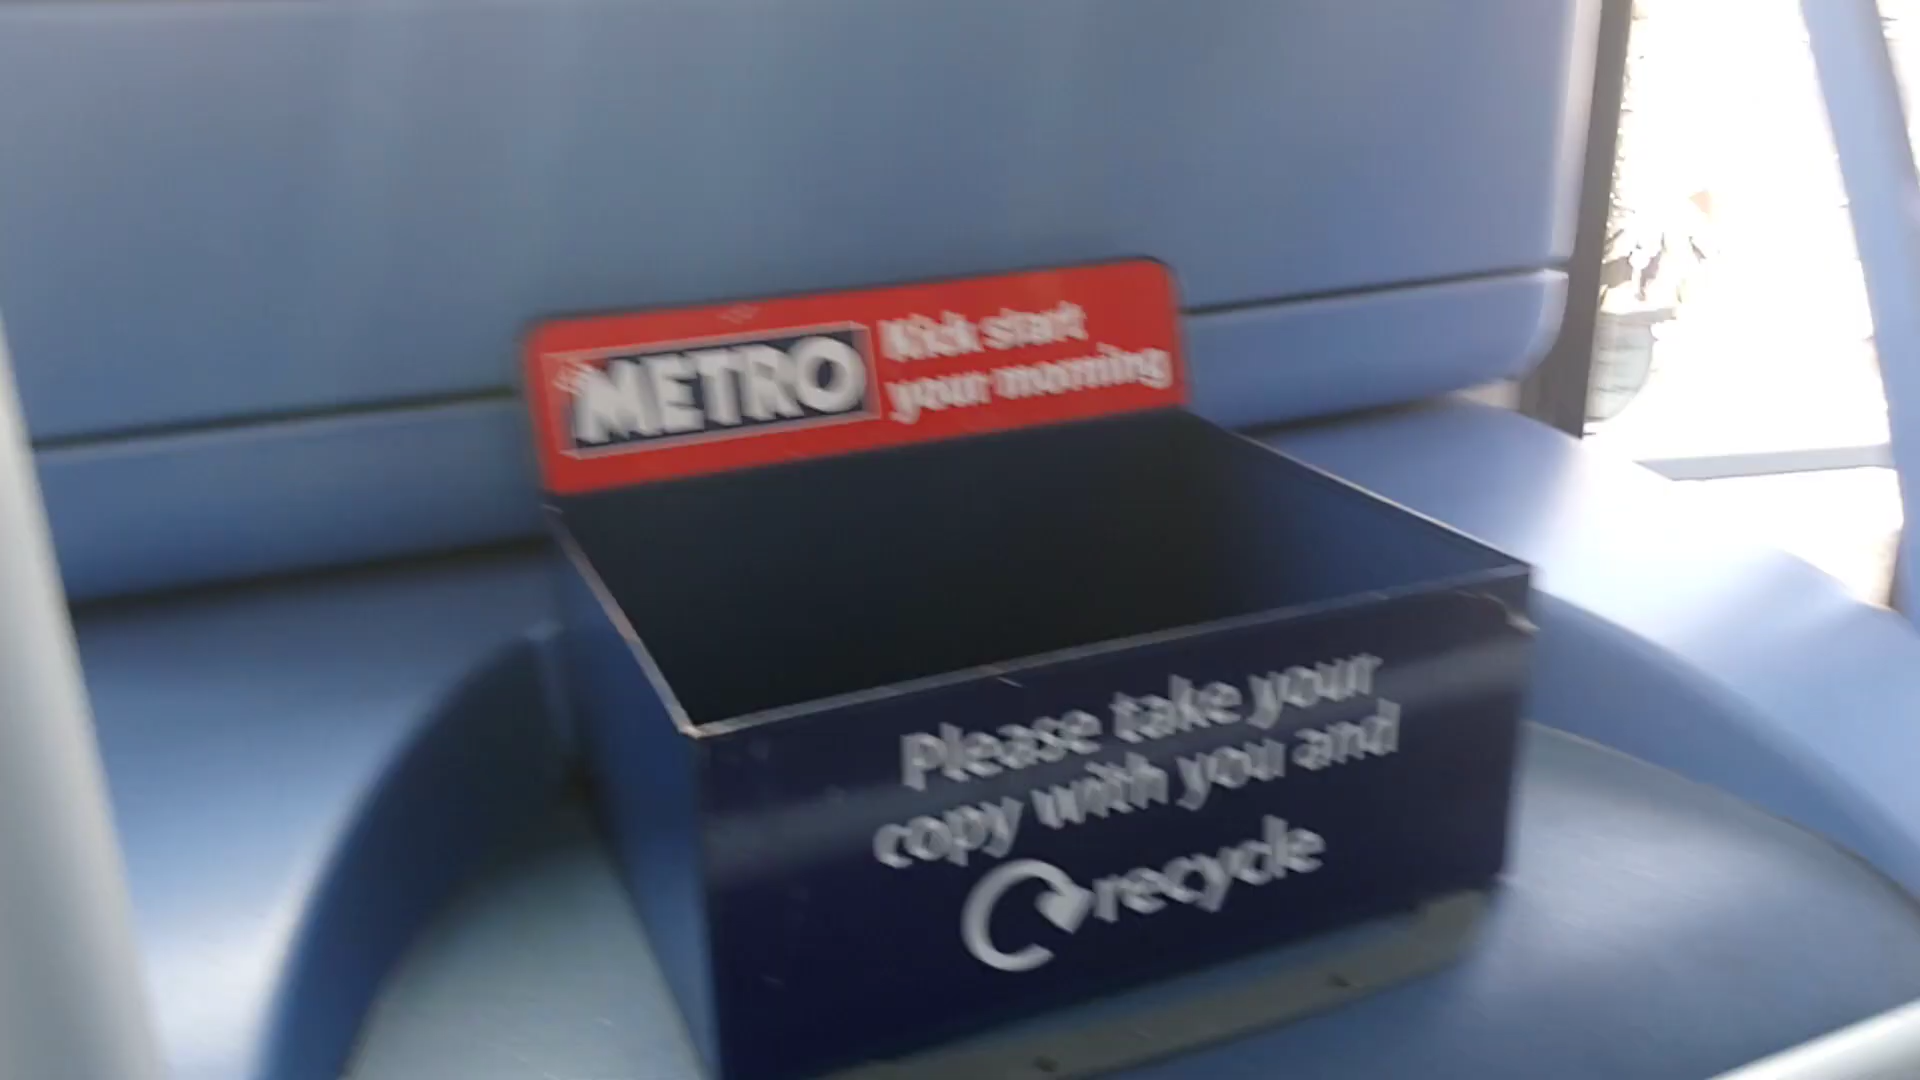 METRO
Kick start
your morning
Please take your
copy with you and
recycle